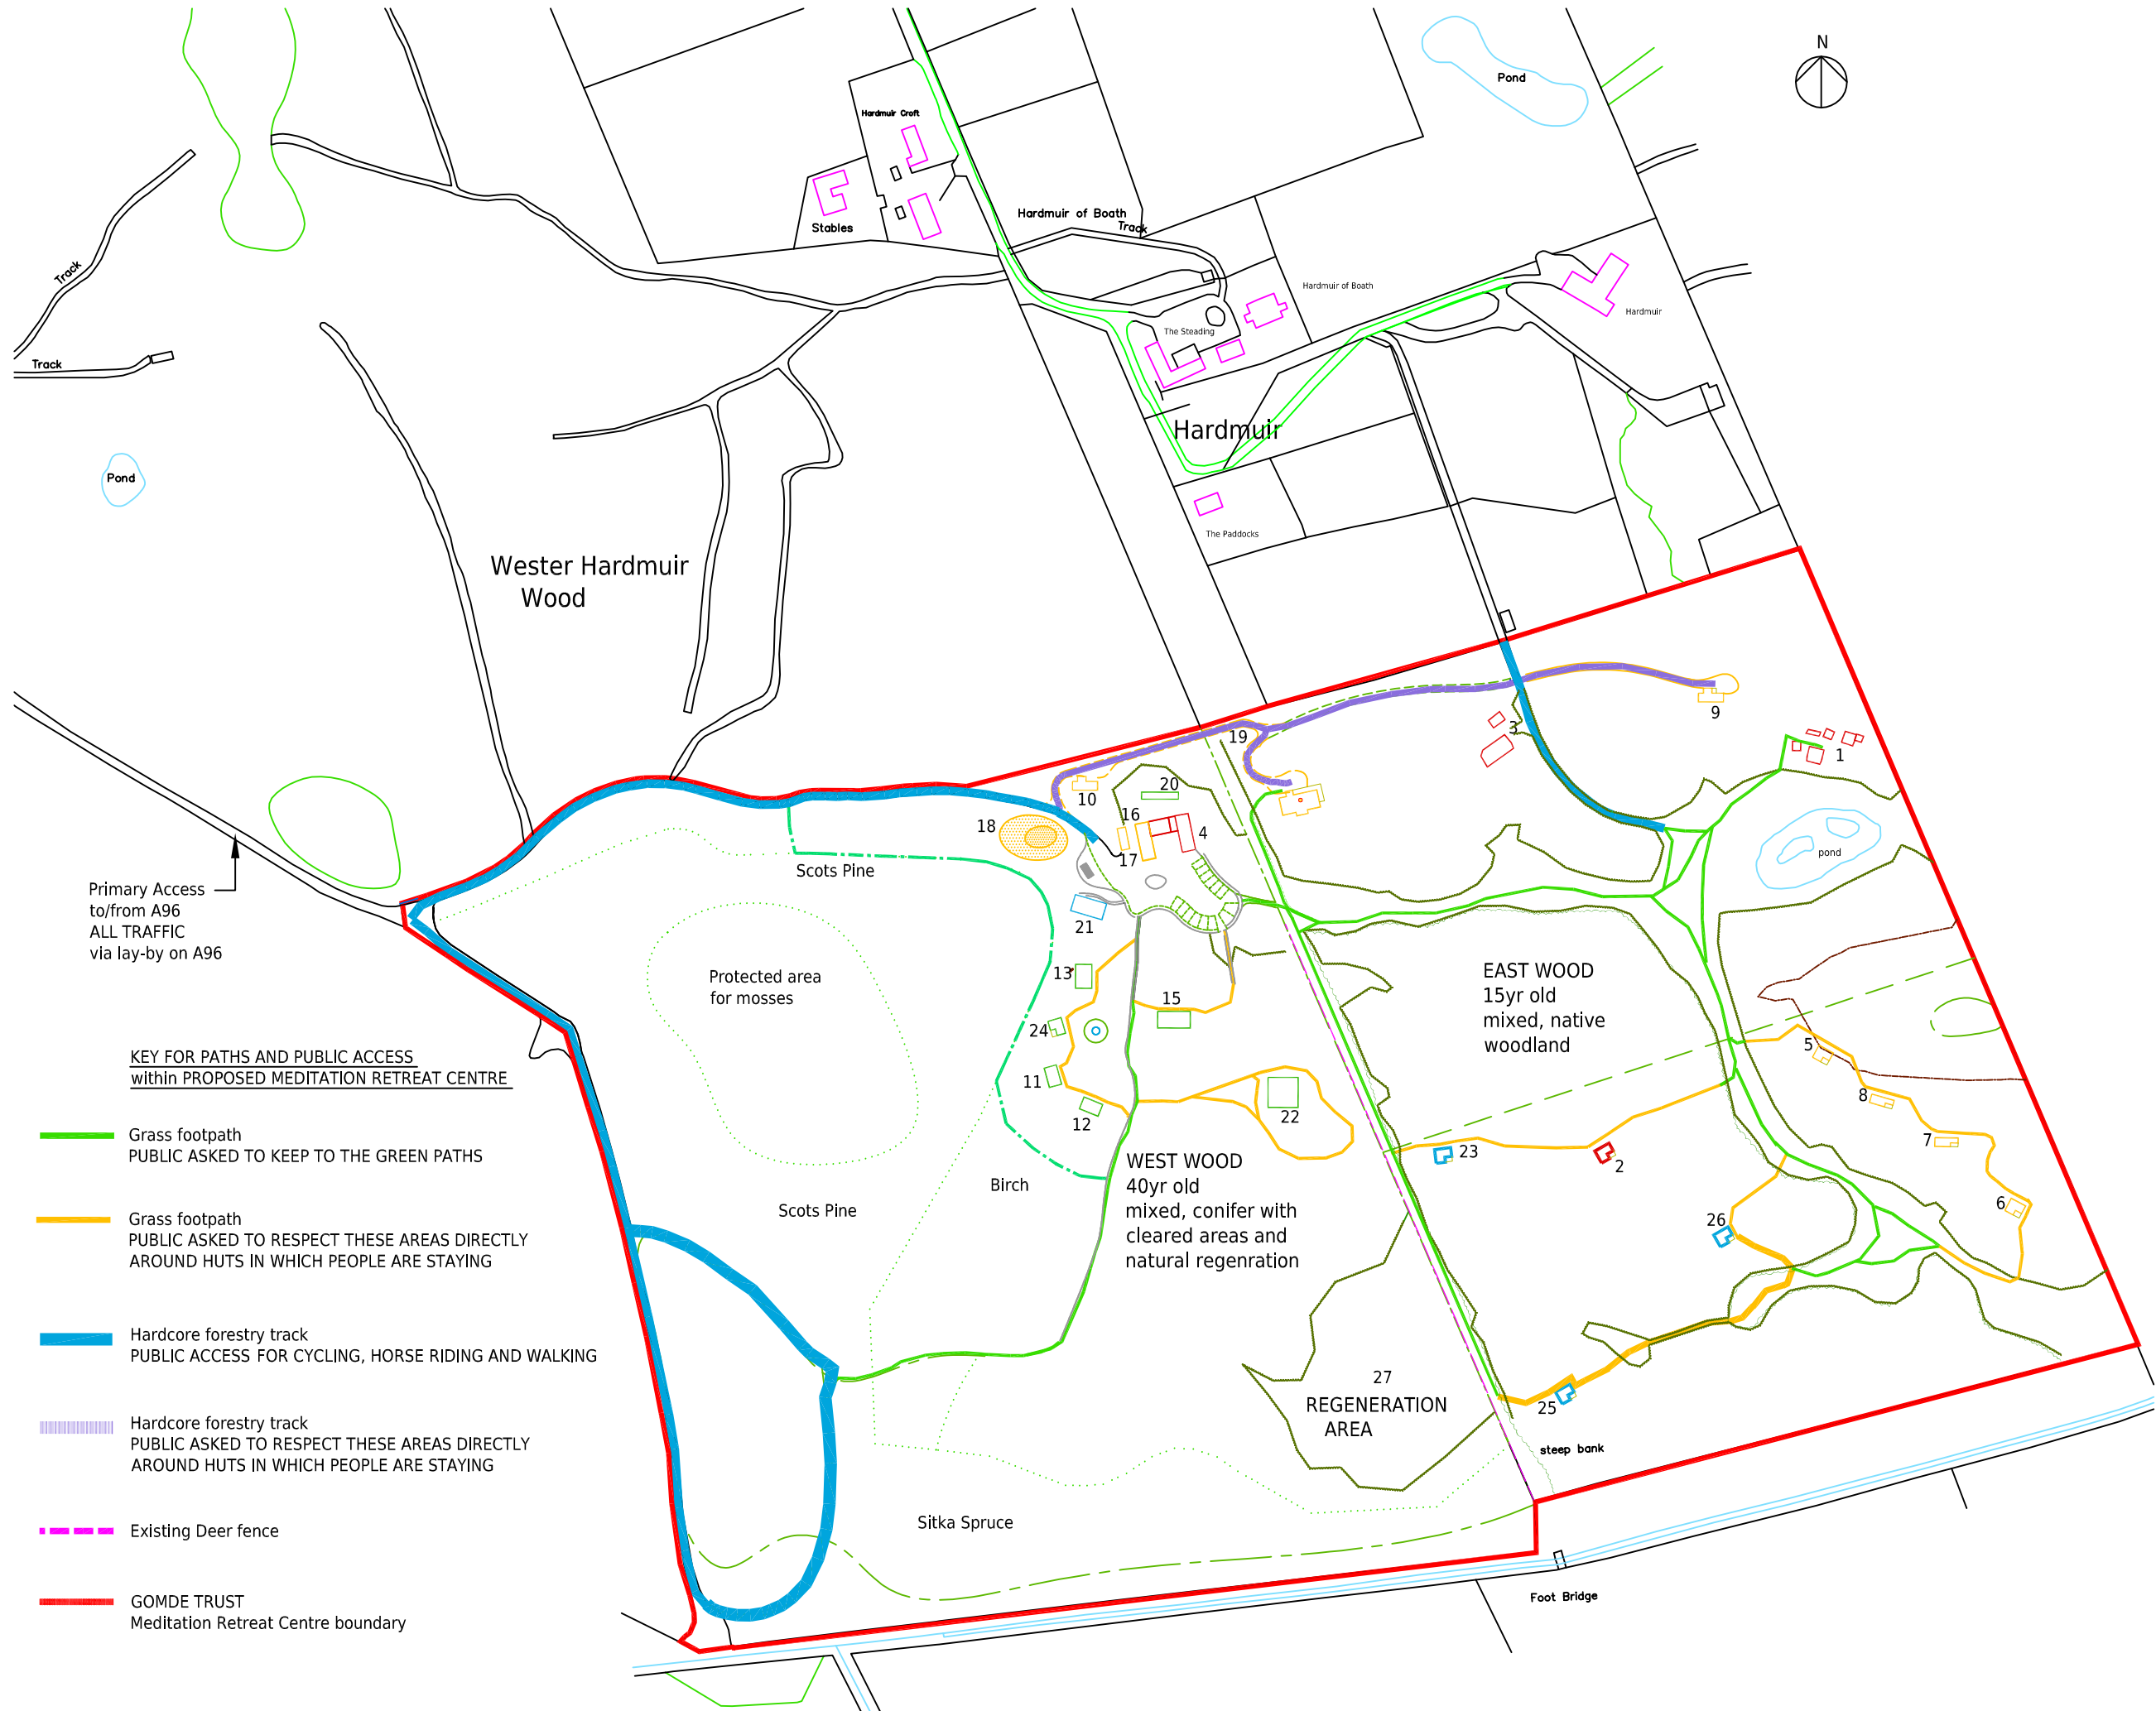 N
Pond
Hardmuir Croft
Stables
Hardmuir of Boath
Track
Track
Hardmuir of Boath
The Steading
Hardmuir
Track
Hardmuir
Pond
The Paddocks
Wester Hardmuir
Wood
9
3
1
19
20
10
16
18
4
17
pond
Scots Pine
Primary Access
to/from A96
ALL TRAFFIC
via lay-by on A96
21
Protected area
for mosses
13
15
EAST WOOD
15yr old
mixed, native
woodland
24
5
KEY FOR PATHS AND PUBLIC ACCESS
within PROPOSED MEDITATION RETREAT CENTRE
11
8
12
22
7
Grass footpath
PUBLIC ASKED TO KEEP TO THE GREEN PATHS
23
2
WEST WOOD
40yr old
mixed, conifer with
cleared areas and
natural regenration
Birch
6
Scots Pine
26
Grass footpath
PUBLIC ASKED TO RESPECT THESE AREAS DIRECTLY
AROUND HUTS IN WHICH PEOPLE ARE STAYING
Hardcore forestry track
PUBLIC ACCESS FOR CYCLING, HORSE RIDING AND WALKING
27
REGENERATION
AREA
25
steep bank
Hardcore forestry track
PUBLIC ASKED TO RESPECT THESE AREAS DIRECTLY
AROUND HUTS IN WHICH PEOPLE ARE STAYING
Sitka Spruce
Existing Deer fence
Foot Bridge
GOMDE TRUST
Meditation Retreat Centre boundary